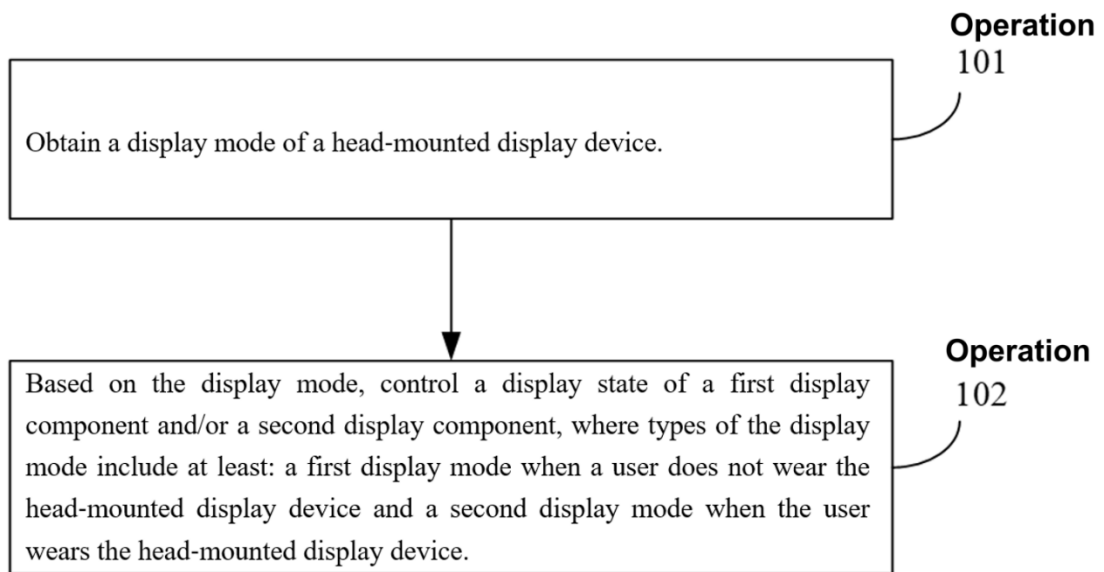 Operation
101
Obtain a display mode of a head-mounted display device.
Operation
102
Based on the display mode, control a display state of a first display
component and/or a second display component, where types of the display
mode include at least: a first display mode when a user does not wear the
head-mounted display device and a second display mode when the user
wears the head-mounted display device.